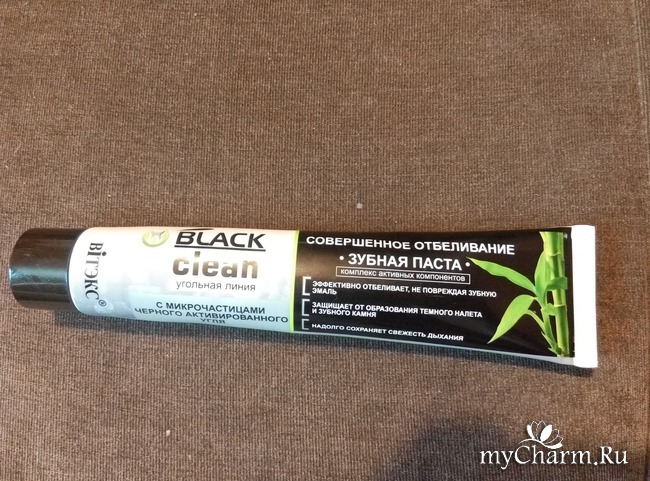 Вiтэкс®
BLACK
clean
угольная линия
С МИКРОЧАСТИЦАМИ
ЧЕРНОГО АКТИВИРОВАННОГО
УГЛЯ
СОВЕРШЕННОЕ ОТБЕЛИВАНИЕ
• ЗУБНАЯ ПАСТА •
комплекс активных компонентов
ЭФФЕКТИВНО ОТБЕЛИВАЕТ, НЕ ПОВРЕЖДАЯ ЗУБНУЮ
ЭМАЛЬ
ЗАЩИЩАЕТ ОТ ОБРАЗОВАНИЯ ТЕМНОГО НАЛЕТА
И ЗУБНОГО КАМНЯ
НАДОЛГО СОХРАНЯЕТ СВЕЖЕСТЬ ДЫХАНИЯ
myCharm.Ru